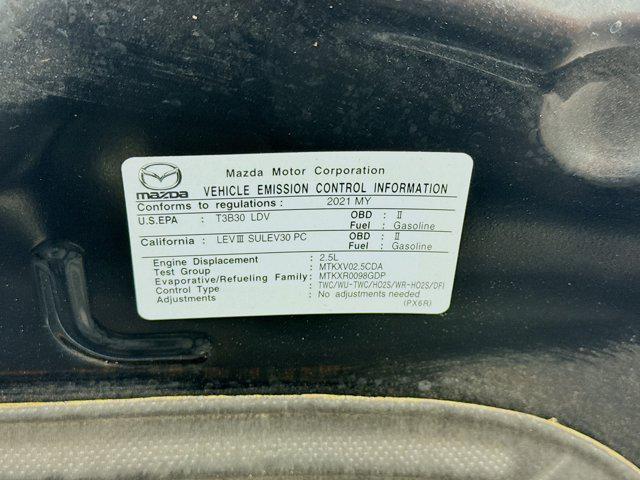 mazda
Mazda Motor Corporation
VEHICLE EMISSION CONTROL INFORMATION
Conforms to regulations : 2021 MY
U.S.EPA : T3B30 LDV OBD : II
Fuel : Gasoline
California : LEVIII SULEV30 PC OBD : II
Fuel : Gasoline
Engine Displacement : 2.5L
Test Group : MTKXV02.5CDA
Evaporative/Refueling Family : MTKXR0098GDP
Control Type : TWC/WU-TWC/HO2S/WR-HO2S/DFI
Adjustments : No adjustments needed
(PX6R)